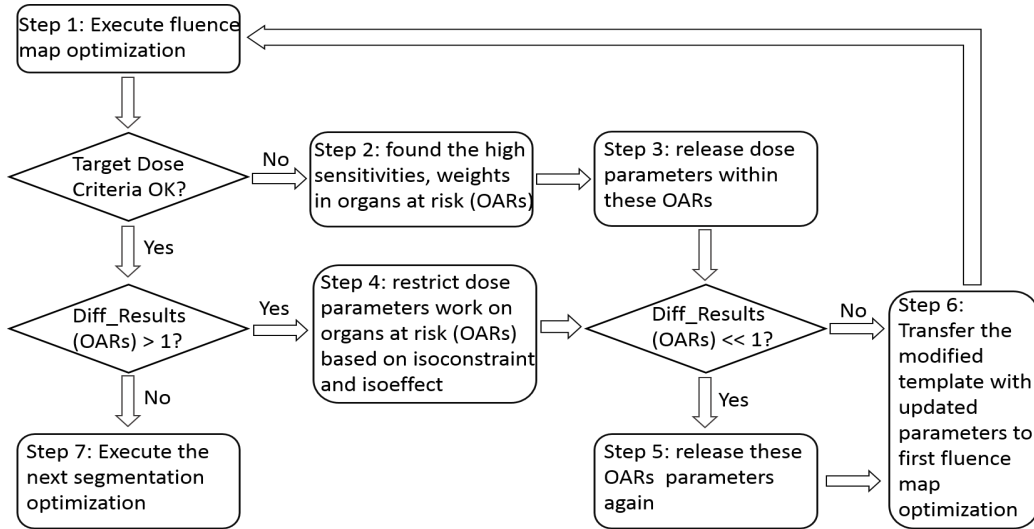 Step 1: Execute fluence
map optimization
Target Dose
Criteria OK?
No
Step 2: found the high
sensitivities, weights
in organs at risk (OARs)
Step 3: release dose
parameters within
these OARs
Yes
Diff_Results
(OARs) > 1?
Yes
Step 4: restrict dose
parameters work on
organs at risk (OARs)
based on isoconstraint
and isoeffect
Diff_Results
(OARs) << 1?
No
Step 6:
Transfer the
modified
template with
updated
parameters to
first fluence
map
optimization
No
Yes
Step 7: Execute the
next segmentation
optimization
Step 5: release these
OARs parameters
again